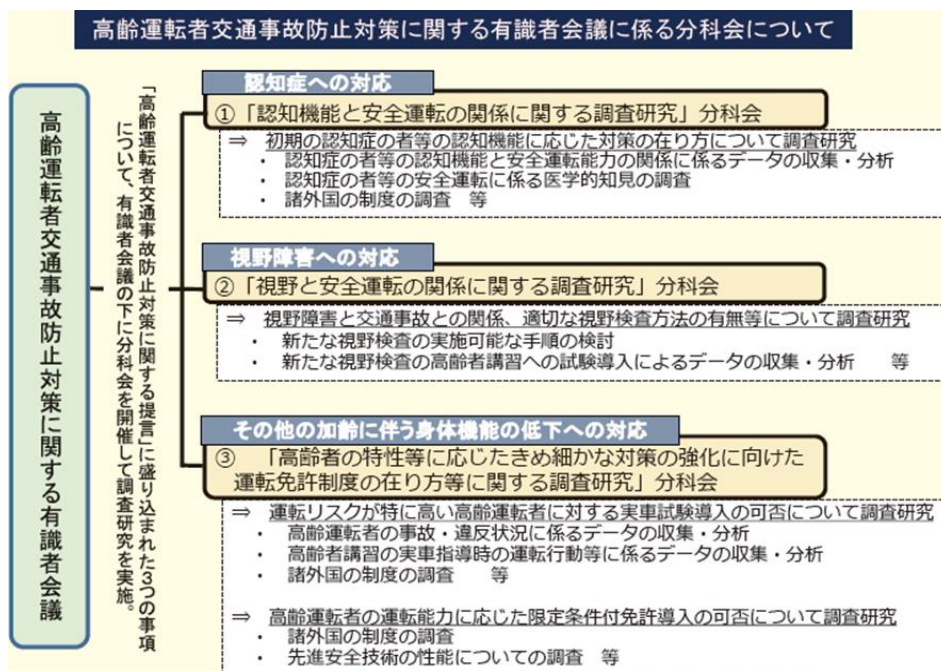 高齢運転者交通事故防止対策に関する有識者会議に係る分科会について
高齢運転者交通事故防止対策に関する有識者会議
「高齢運転者交通事故防止対策に関する提言」に盛り込まれた3つの事項
について、有識者会議の下に分科会を開催して調査研究を実施。
認知症への対応
①「認知機能と安全運転の関係に関する調査研究」分科会
⇒ 初期の認知症の者等の認知機能に応じた対策の在り方について調査研究
・ 認知症の者等の認知機能と安全運転能力の関係に係るデータの収集・分析
・ 認知症の者等の安全運転に係る医学的知見の調査
・ 諸外国の制度の調査 等
視野障害への対応
②「視野と安全運転の関係に関する調査研究」分科会
⇒ 視野障害と交通事故との関係、適切な視野検査方法の有無等について調査研究
・ 新たな視野検査の実施可能な手順の検討
・ 新たな視野検査の高齢者講習への試験導入によるデータの収集・分析 等
その他の加齢に伴う身体機能の低下への対応
③ 「高齢者の特性等に応じたきめ細かな対策の強化に向けた
運転免許制度の在り方等に関する調査研究」分科会
⇒ 運転リスクが特に高い高齢運転者に対する実車試験導入の可否について調査研究
・ 高齢運転者の事故・違反状況に係るデータの収集・分析
・ 高齢者講習の実車指導時の運転行動等に係るデータの収集・分析
・ 諸外国の制度の調査 等
⇒ 高齢運転者の運転能力に応じた限定条件付免許導入の可否について調査研究
・ 諸外国の制度の調査
・ 先進安全技術の性能についての調査 等